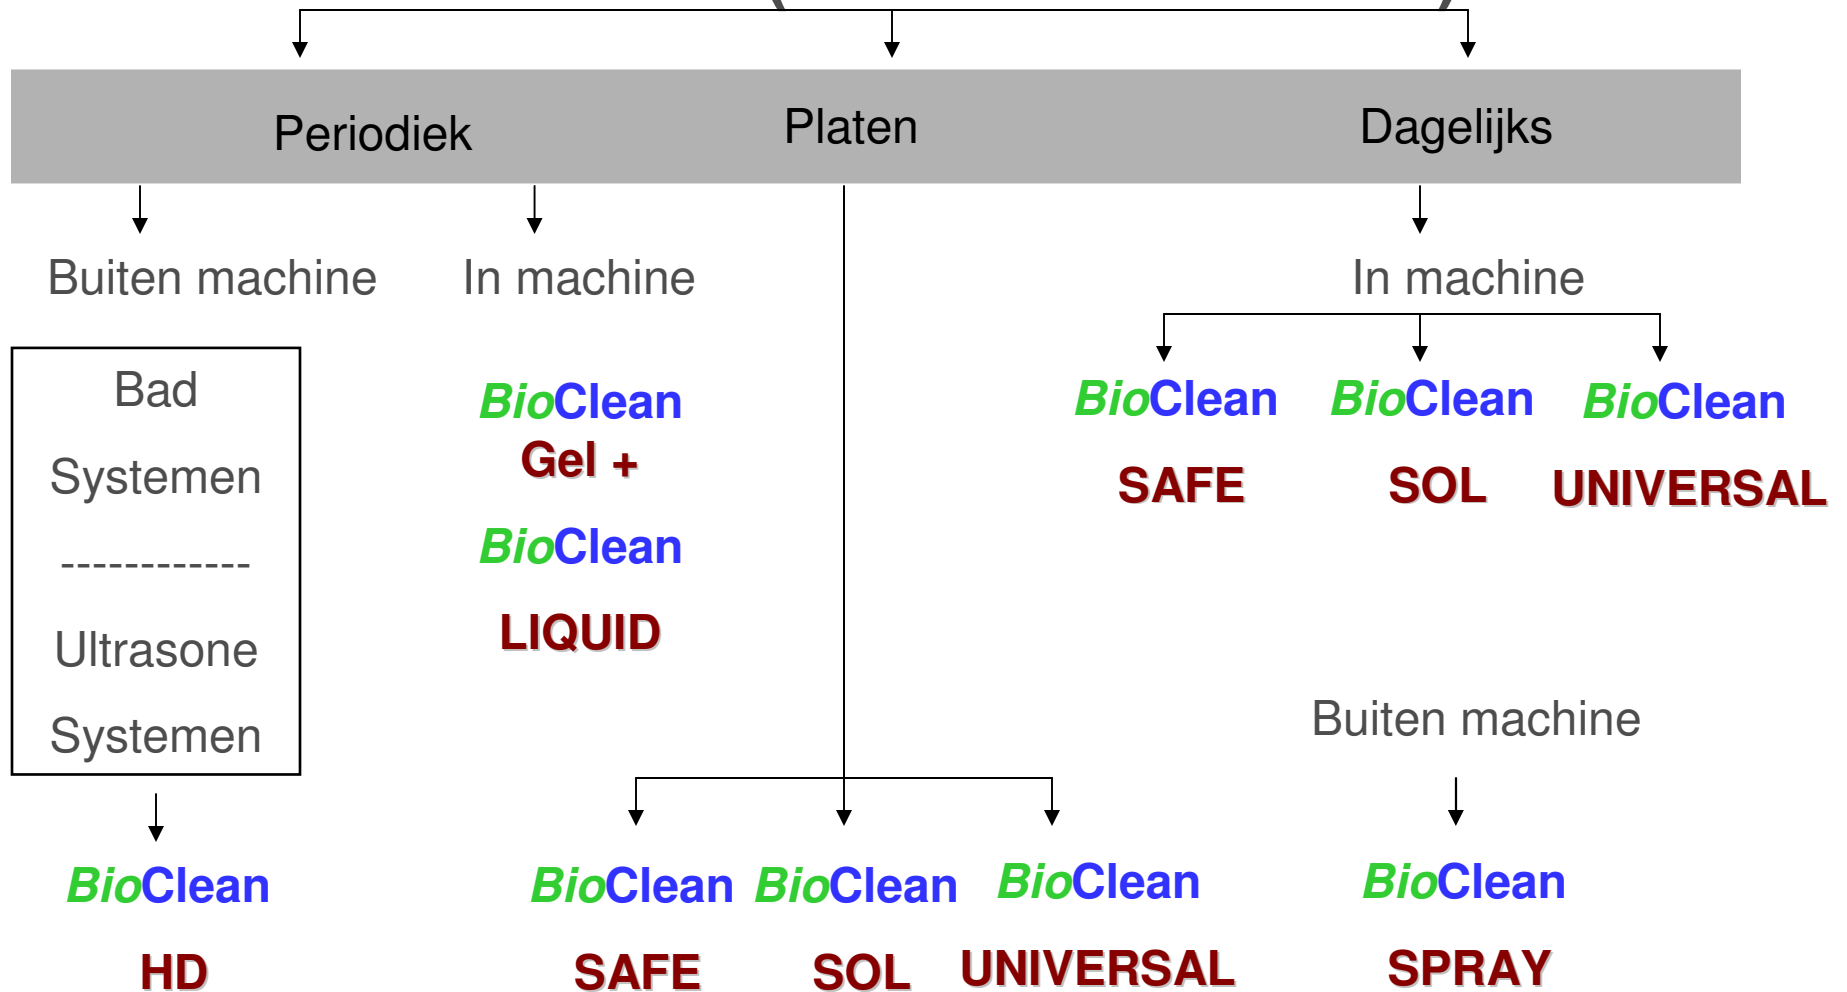 Periodiek
Platen
Dagelijks
Buiten machine
In machine
In machine
Bad
Systemen
------------
Ultrasone
Systemen
BioClean
Gel +
BioClean
LIQUID
BioClean
SAFE
BioClean
SOL
BioClean
UNIVERSAL
Buiten machine
BioClean
HD
BioClean
SAFE
BioClean
SOL
BioClean
UNIVERSAL
BioClean
SPRAY